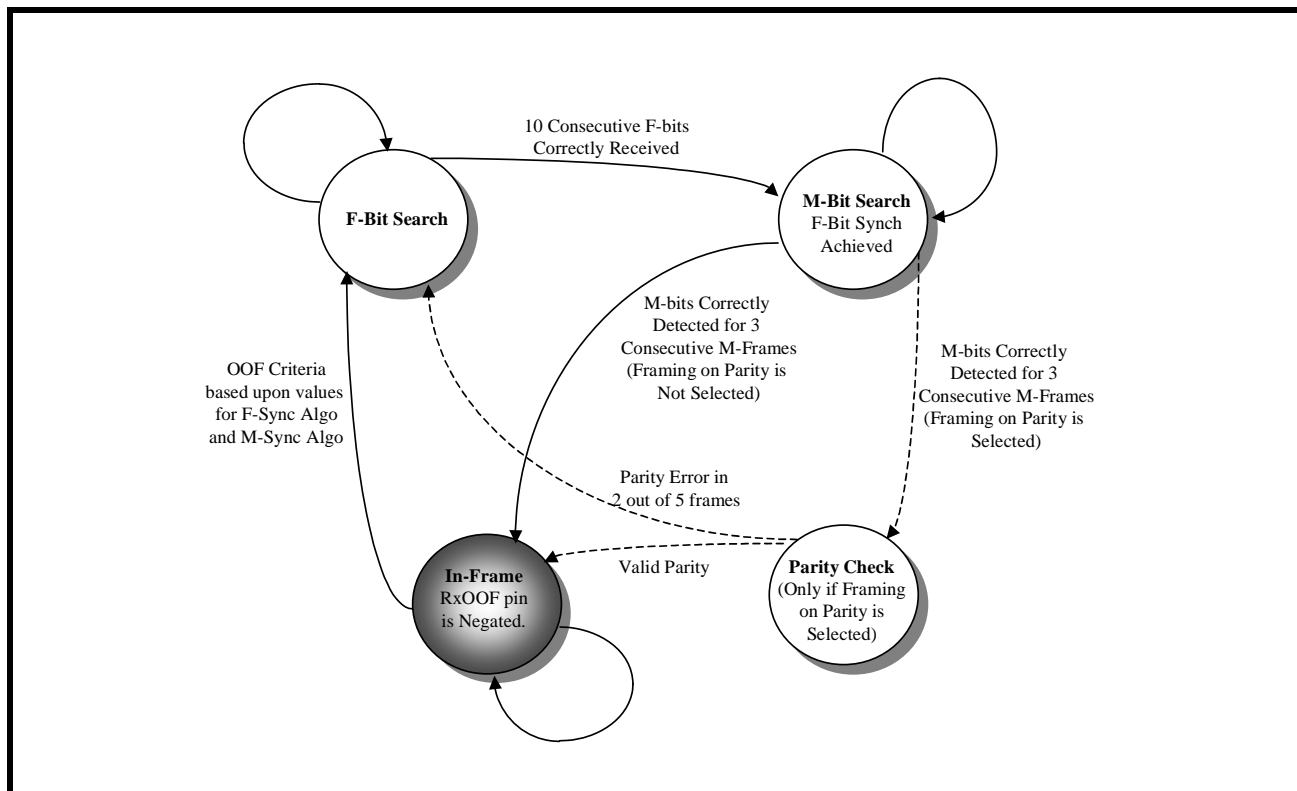 10 Consecutive F-bits
Correctly Received
F-Bit Search
M-Bit Search
F-Bit Synch
Achieved
M-bits Correctly
Detected for 3
Consecutive M-Frames
(Framing on Parity is
Not Selected)
M-bits Correctly
Detected for 3
Consecutive M-Frames
(Framing on Parity is
Selected)
OOF Criteria
based upon values
for F-Sync Algo
and M-Sync Algo
Parity Error in
2 out of 5 frames
Valid Parity
In-Frame
RxOOF pin
is Negated.
Parity Check
(Only if Framing
on Parity is
Selected)